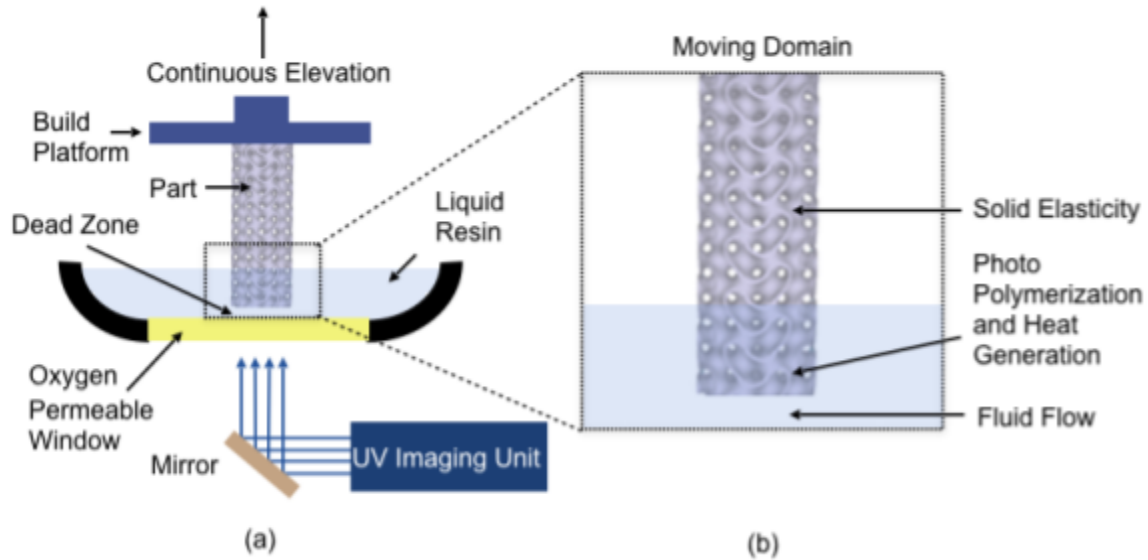 Continuous Elevation
Build
Platform
Part
Dead Zone
Liquid
Resin
Oxygen
Permeable
Window
Mirror
UV Imaging Unit
(a)
Moving Domain
Solid Elasticity
Photo
Polymerization
and Heat
Generation
Fluid Flow
(b)